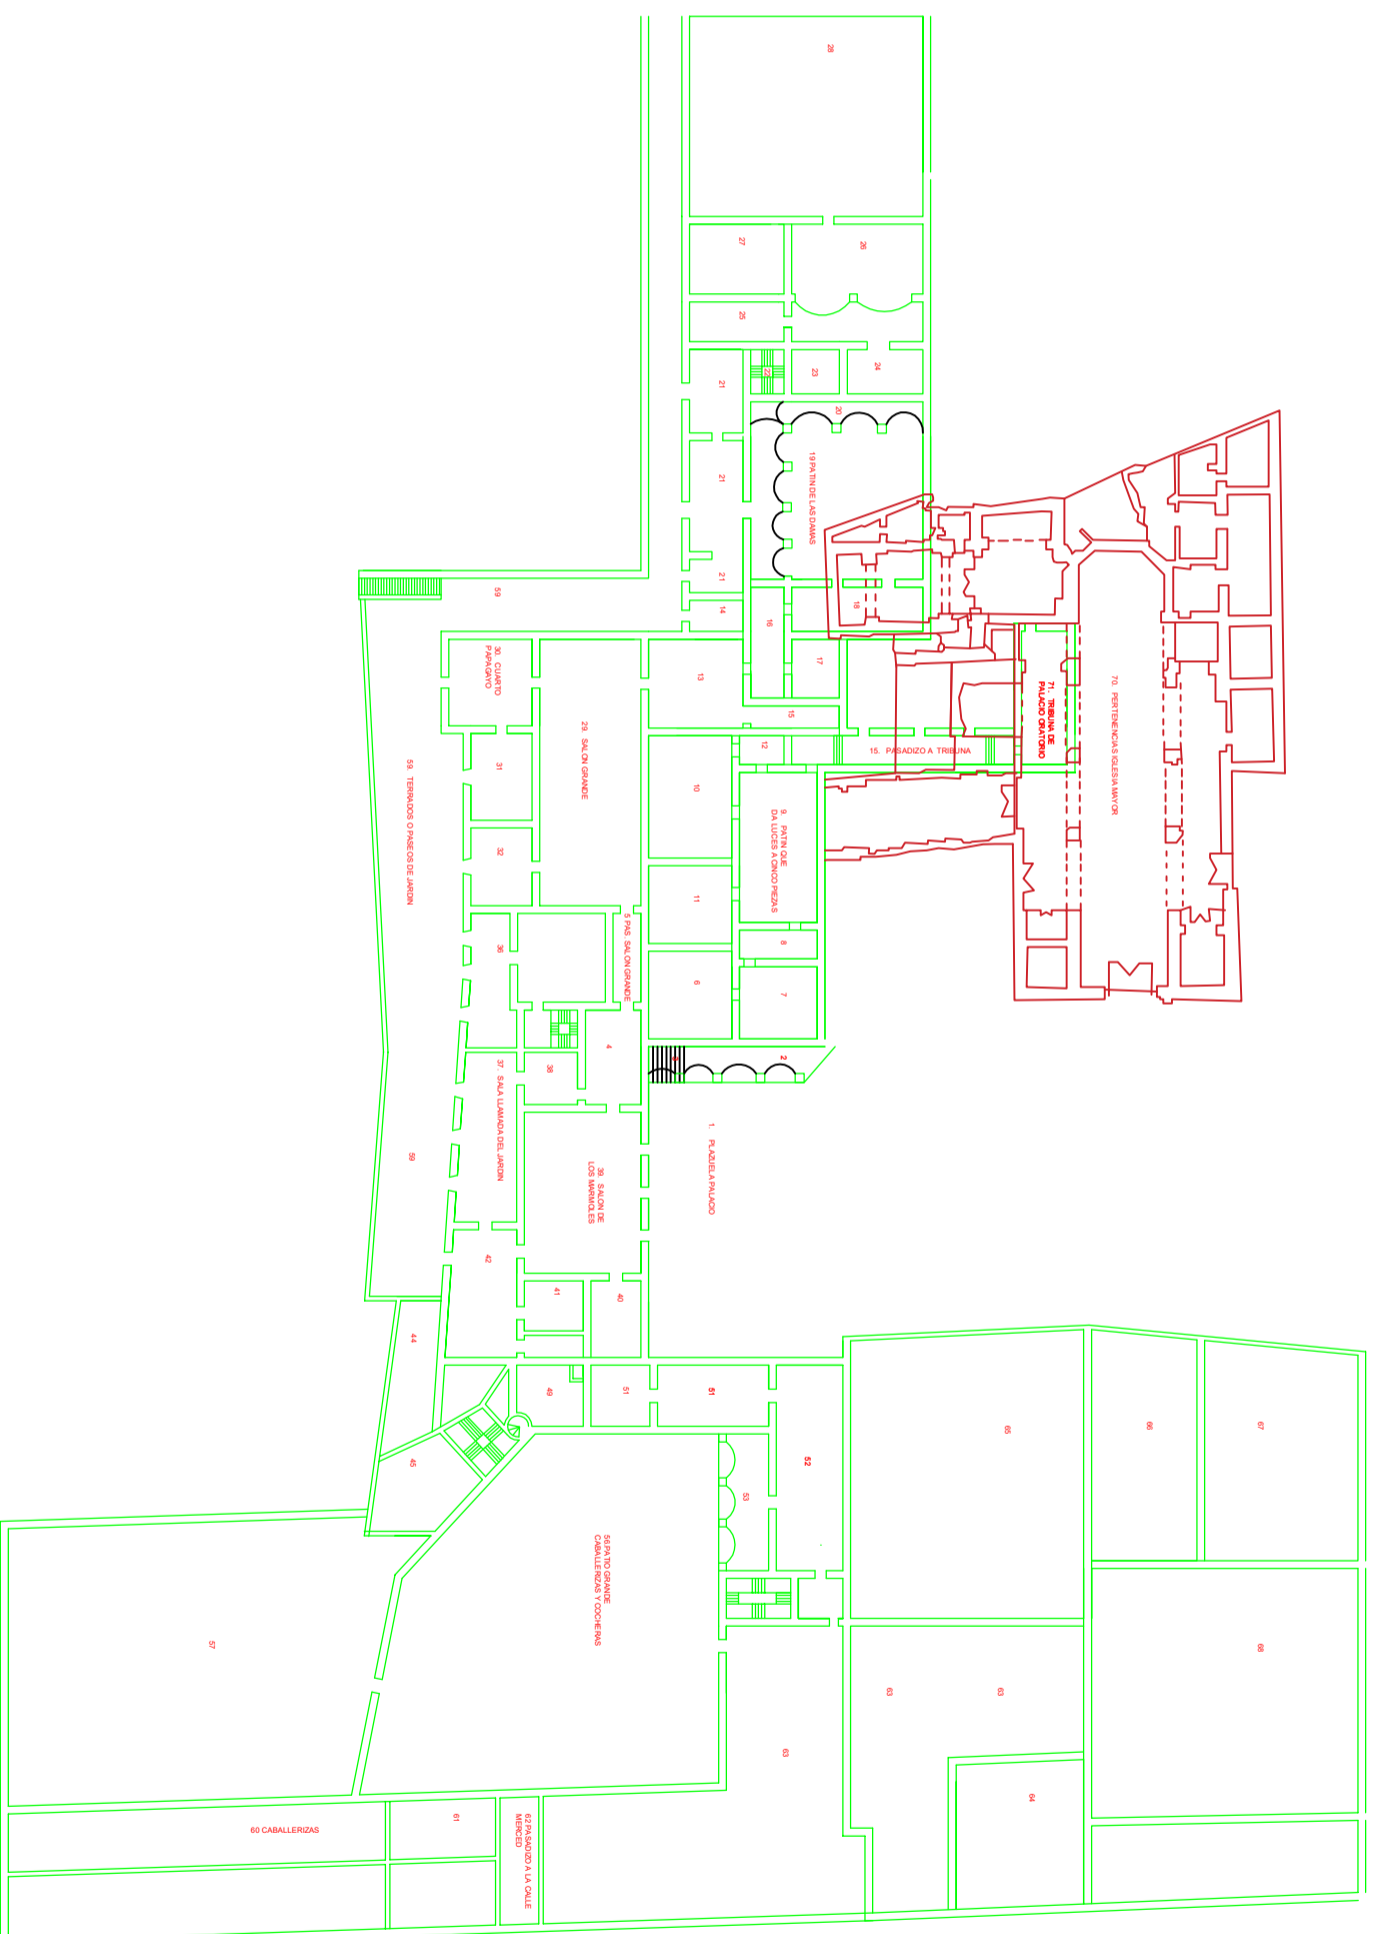 28
27
26
25
24
23
22
21
20
19 PATIN DE LAS DAMAS
21
21
14
16
18
17
13
15
59
30. CUARTO
PAPAGAYO
29. SALON GRANDE
12
15. PASADIZO A TRIBUNA
71. TRIBUNA DE
PALACIO ORATORIO
70. PERTENENCIAS IGLESIA MAYOR
31
10
9. PATIN QUE
DA LUCES A CINCO PIEZAS
59. TERRADOS O PASEOS DE JARDIN
32
11
5 PAS. SALON GRANDE
36
8
6
7
4
2
38
37. SALA LLAMADA DEL JARDIN
1. PLAZUELA PALACIO
59
39. SALON DE
LOS MARMOLES
42
41
40
44
49
51
51
52
45
53
65
66
67
56 PATIO GRANDE
CABALLERIZAS Y COCHERAS
57
63
63
63
68
64
60 CABALLERIZAS
61
62 PASADIZO A LA CALLE
MERCED